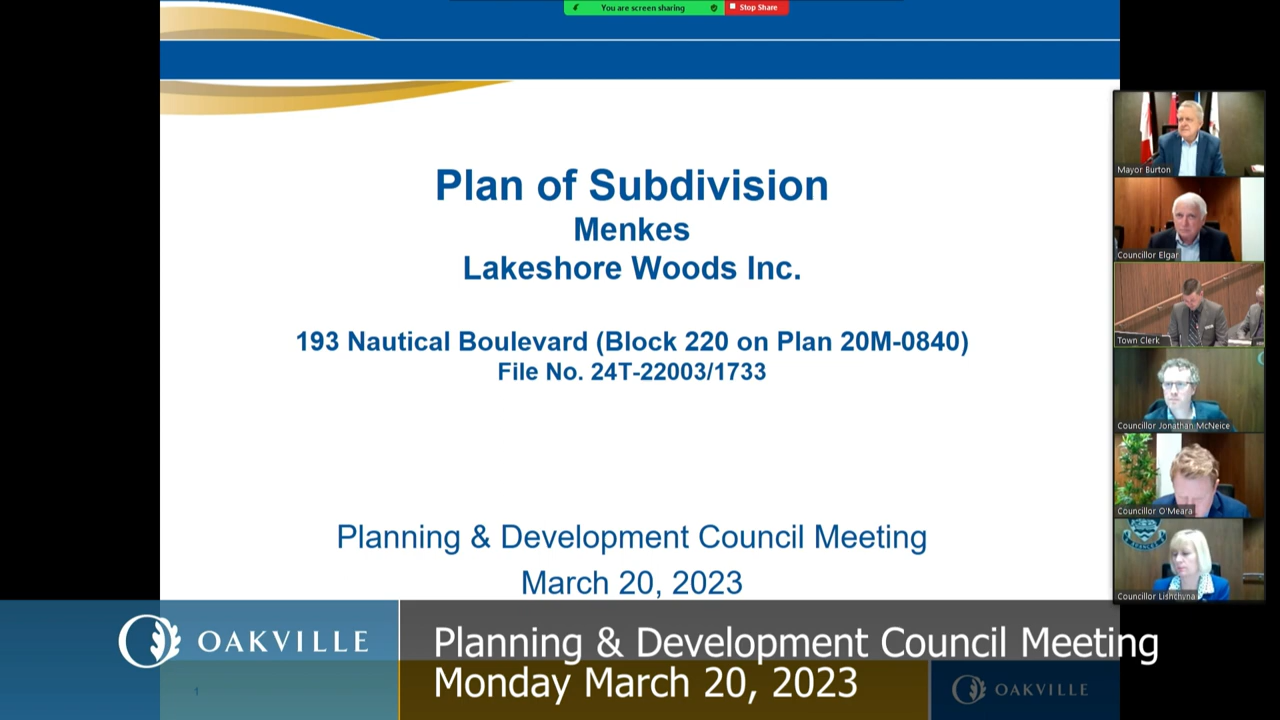 You are screen sharing
Stop Share
Plan of Subdivision
Menkes
Lakeshore Woods Inc.
193 Nautical Boulevard (Block 220 on Plan 20M-0840)
File No. 24T-22003/1733
Planning & Development Council Meeting
March 20, 2023
Mayor Burton
Councillor Elgar
Town Clerk
Councillor Jonathan McNeice
Councillor O'Meara
Councillor Lishchyna
OAKVILLE
Planning & Development Council Meeting
Monday March 20, 2023
1
OAKVILLE